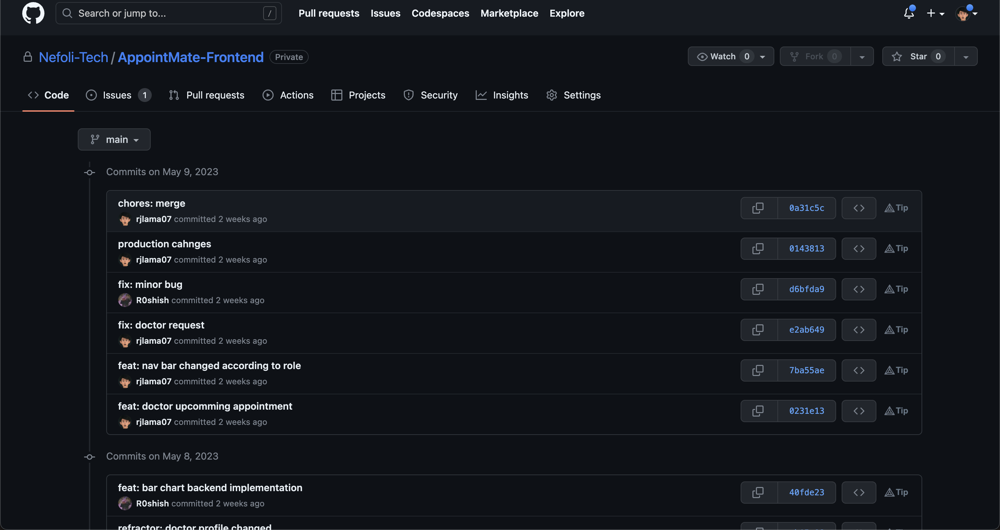 Search or jump to... /
Pull requests Issues Codespaces Marketplace Explore
Nefoli-Tech / AppointMate-Frontend Private
Watch 0 Fork 0 Star 0
Code Issues 1 Pull requests Actions Projects Security Insights Settings
main
Commits on May 9, 2023
chores: merge
rjlama07 committed 2 weeks ago
0a31c5c Tip
production cahnges
rjlama07 committed 2 weeks ago
0143813 Tip
fix: minor bug
R0shish committed 2 weeks ago
d6bfda9 Tip
fix: doctor request
rjlama07 committed 2 weeks ago
e2ab649 Tip
feat: nav bar changed according to role
rjlama07 committed 2 weeks ago
7ba55ae Tip
feat: doctor upcomming appointment
rjlama07 committed 2 weeks ago
0231e13 Tip
Commits on May 8, 2023
feat: bar chart backend implementation
R0shish committed 2 weeks ago
40fde23 Tip
refractor: doctor profile changed